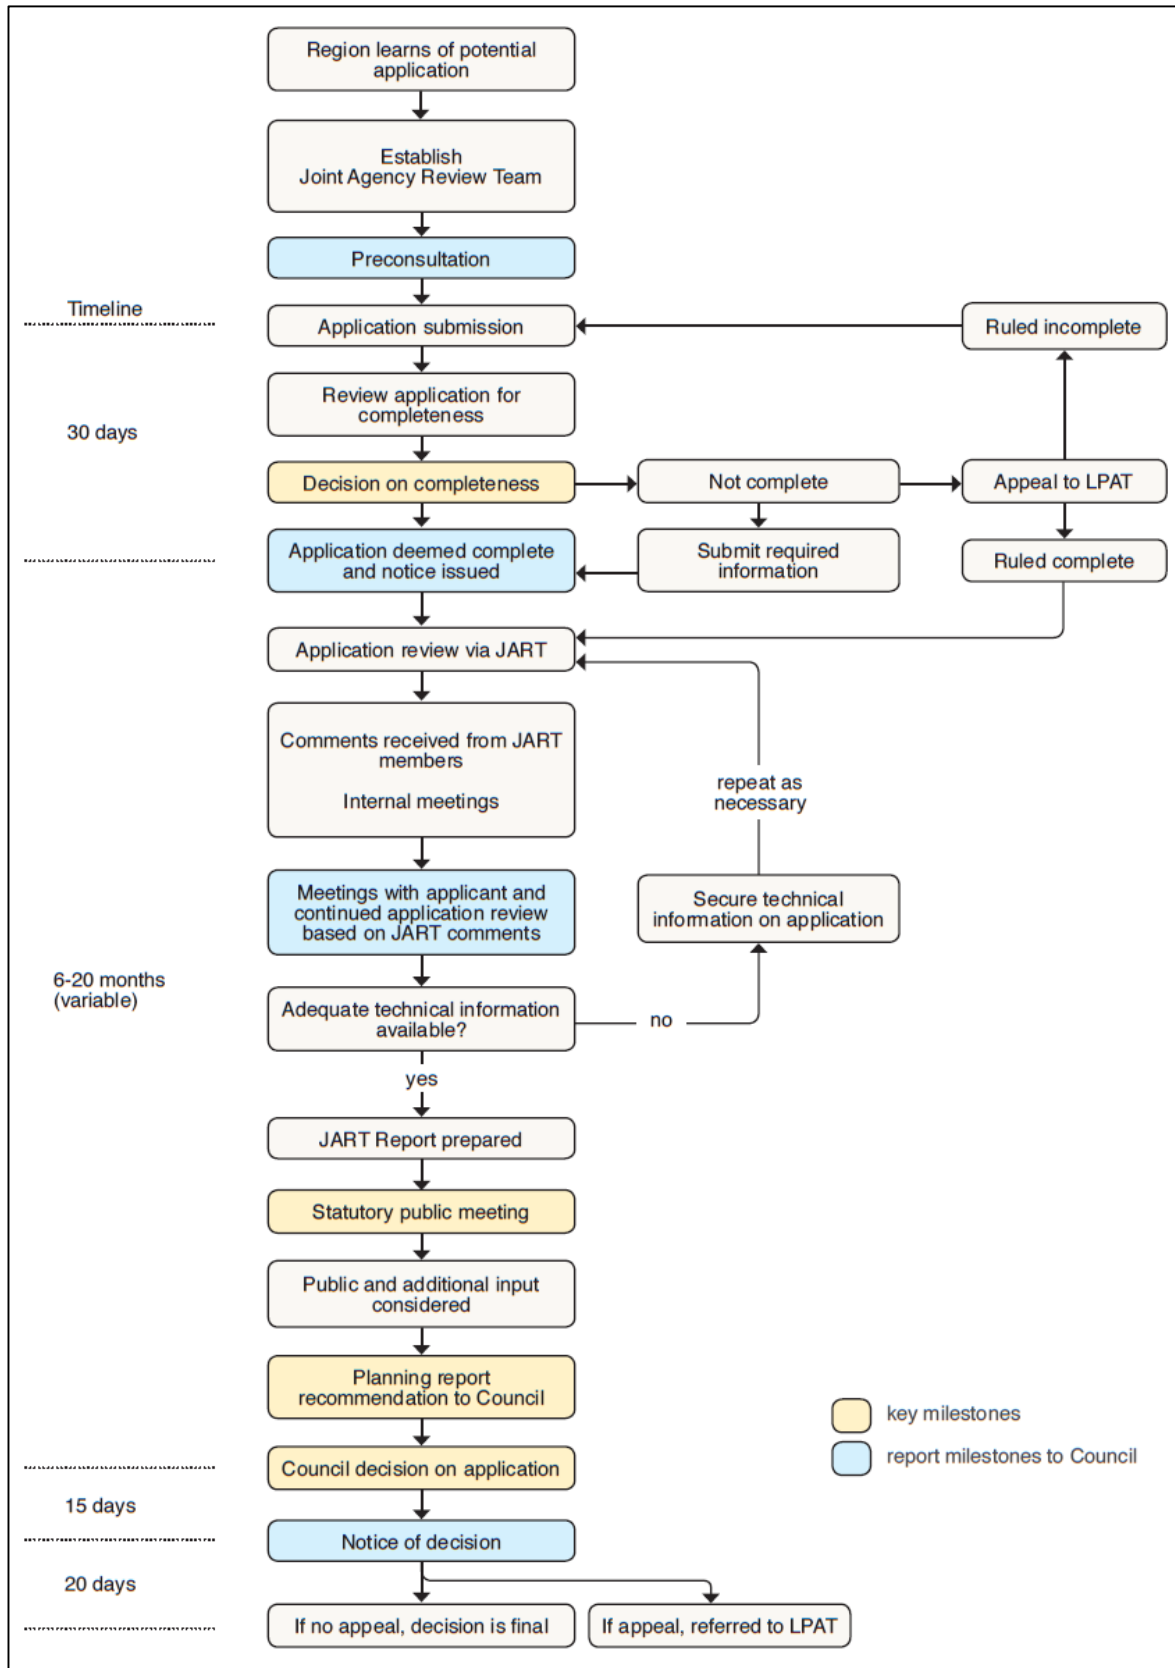 Region learns of potential
application
Establish
Joint Agency Review Team
Preconsultation
Timeline
Application submission
Ruled incomplete
Review application for
completeness
30 days
Decision on completeness
Not complete
Appeal to LPAT
Application deemed complete
and notice issued
Submit required
information
Ruled complete
Application review via JART
Comments received from JART
members
Internal meetings
repeat as
necessary
Meetings with applicant and
continued application review
based on JART comments
Secure technical
information on application
6-20 months
(variable)
Adequate technical information
available?
no
yes
JART Report prepared
Statutory public meeting
Public and additional input
considered
Planning report
recommendation to Council
key milestones
report milestones to Council
Council decision on application
15 days
Notice of decision
20 days
If no appeal, decision is final
If appeal, referred to LPAT